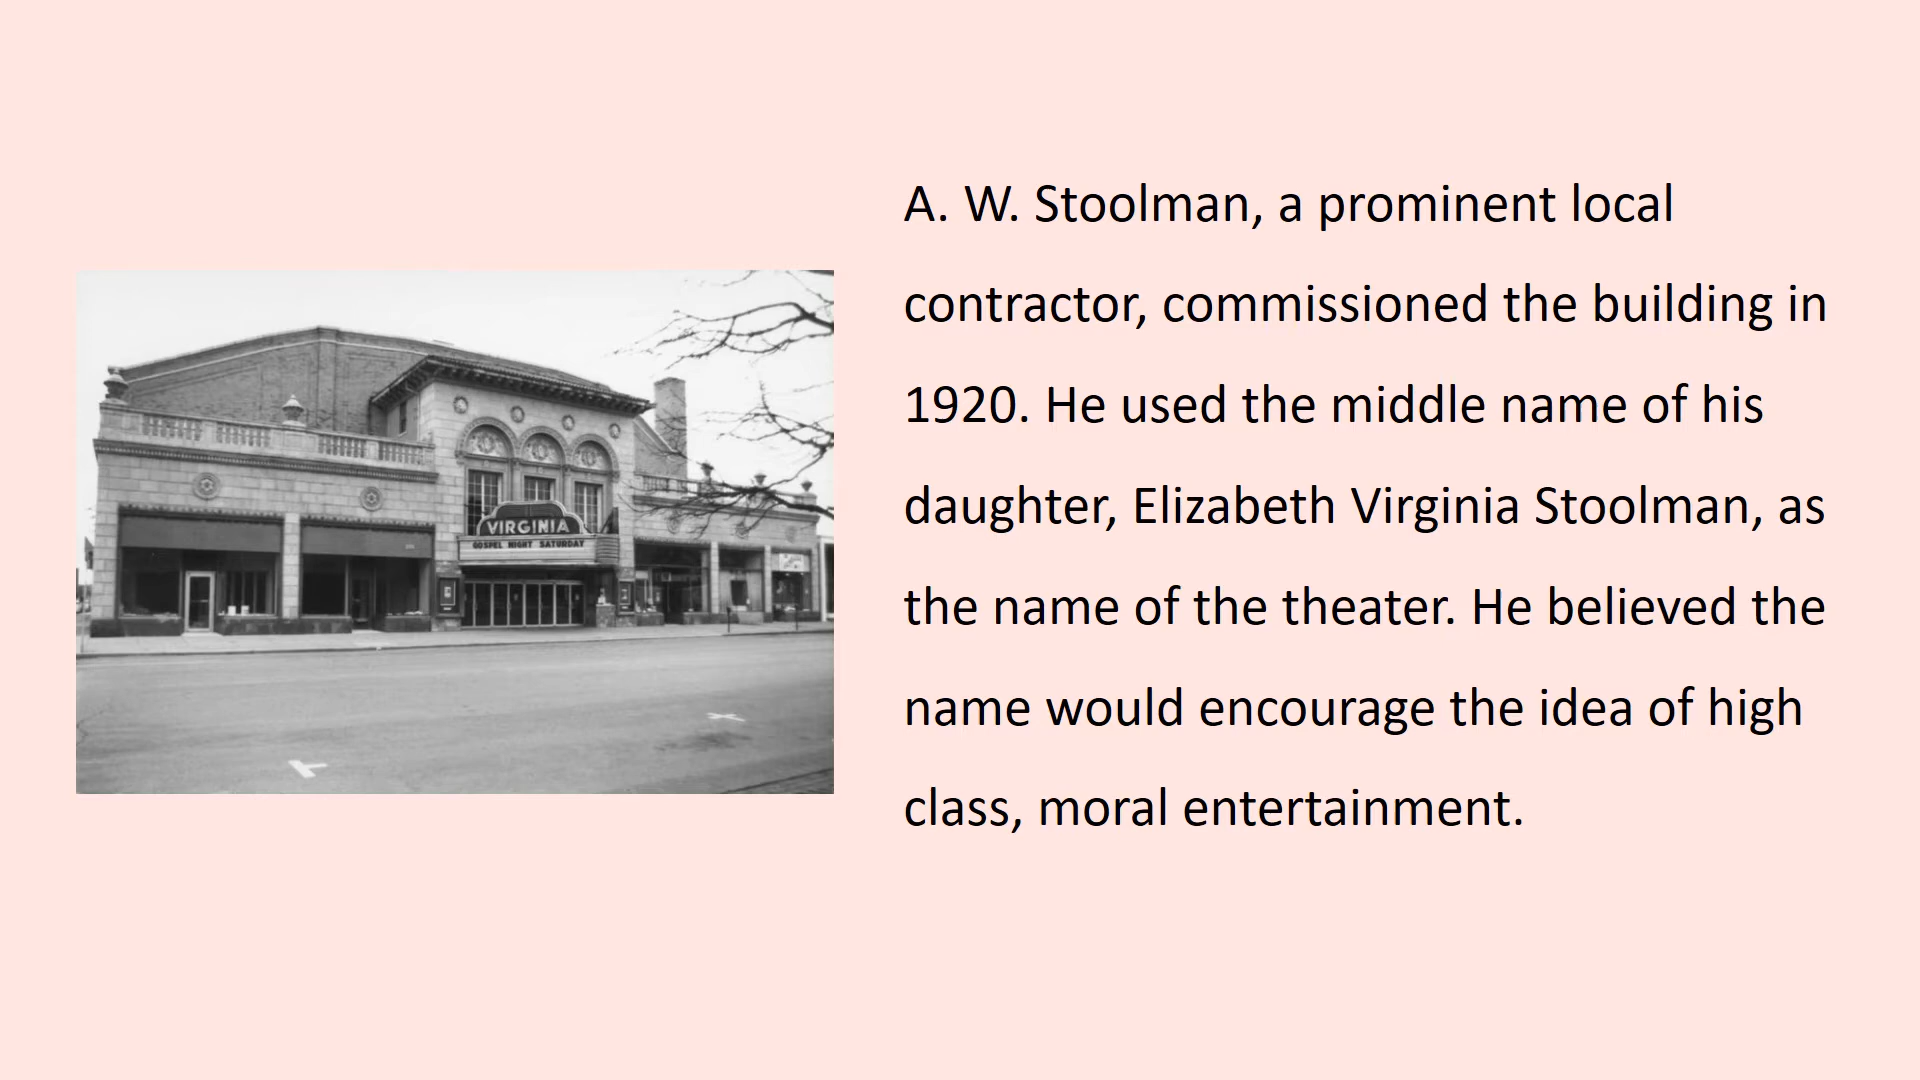 VIRGINIA
GOSPEL NIGHT SATURDAY
A. W. Stoolman, a prominent local
contractor, commissioned the building in
1920. He used the middle name of his
daughter, Elizabeth Virginia Stoolman, as
the name of the theater. He believed the
name would encourage the idea of high
class, moral entertainment.